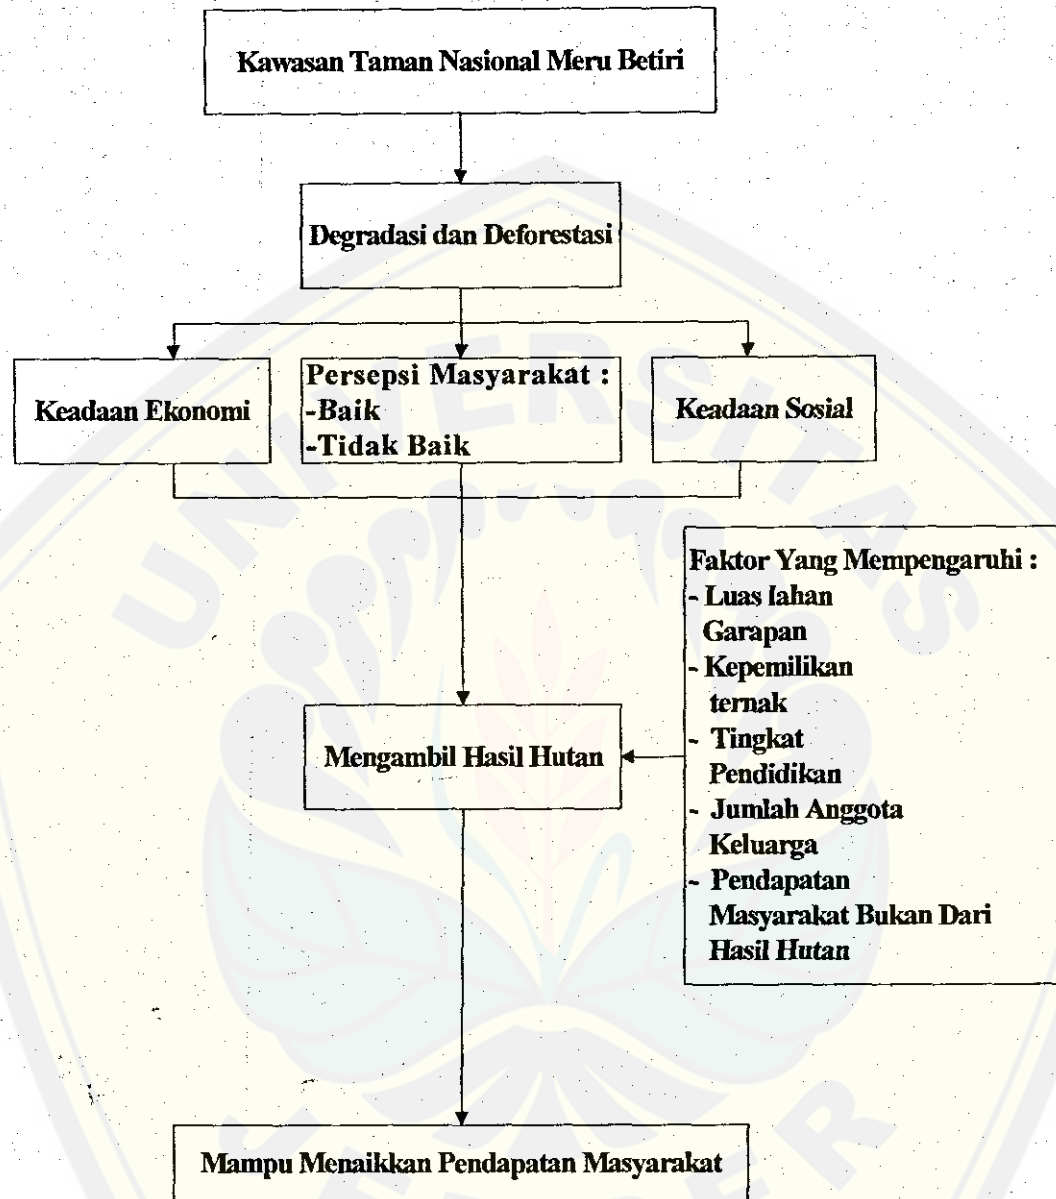 Kawasan Taman Nasional Meru Betiri
Degradasi dan Deforestasi
Keadaan Ekonomi
Persepsi Masyarakat :
-Baik
-Tidak Baik
Keadaan Sosial
Faktor Yang Mempengaruhi :
- Luas lahan
Garapan
- Kepemilikan
ternak
- Tingkat
Pendidikan
- Jumlah Anggota
Keluarga
- Pendapatan
Masyarakat Bukan Dari
Hasil Hutan
Mengambil Hasil Hutan
Mampu Menaikkan Pendapatan Masyarakat
UNIVERSITAS
JEMBER